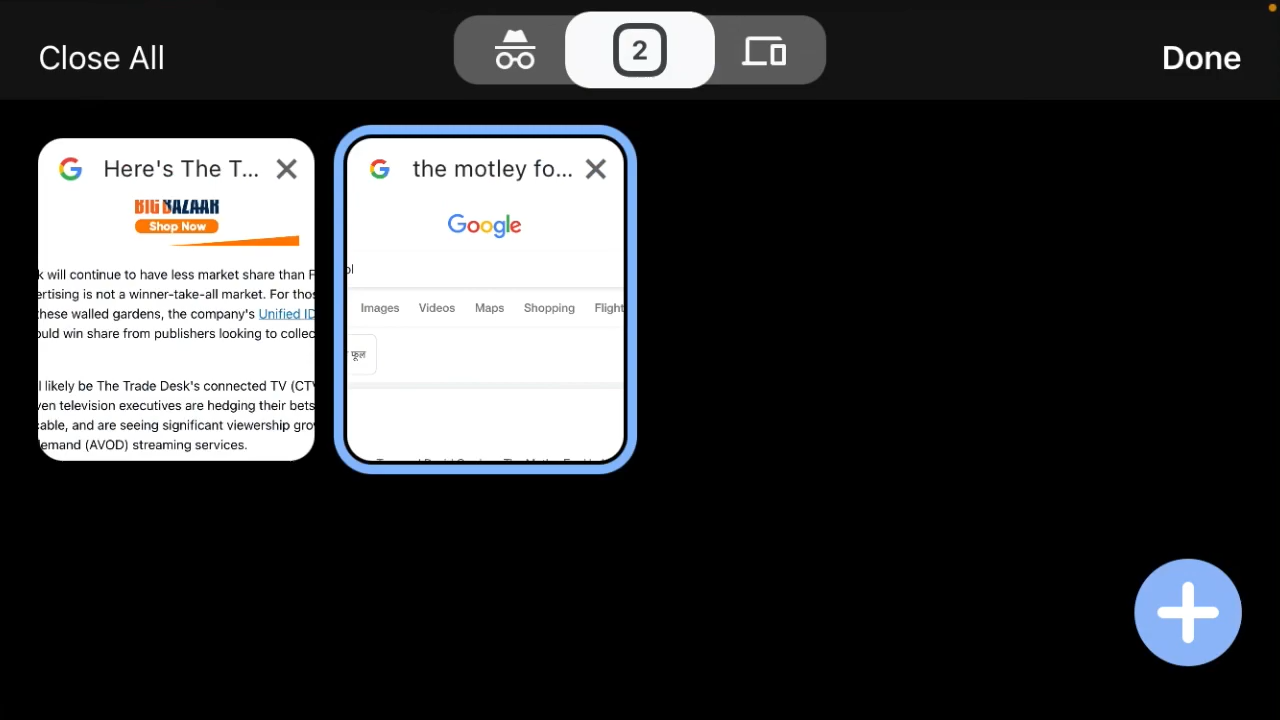 Close All
2
Done
Here's The T...
BIG BAZAAR
Shop Now
k will continue to have less market share than F
ertising is not a winner-take-all market. For thos
these walled gardens, the company's Unified ID
ould win share from publishers looking to collec
l likely be The Trade Desk's connected TV (CTV
ven television executives are hedging their bets
cable, and are seeing significant viewership gro
demand (AVOD) streaming services.
the motley fo...
Google
ol
Images Videos Maps Shopping Flight
फूल